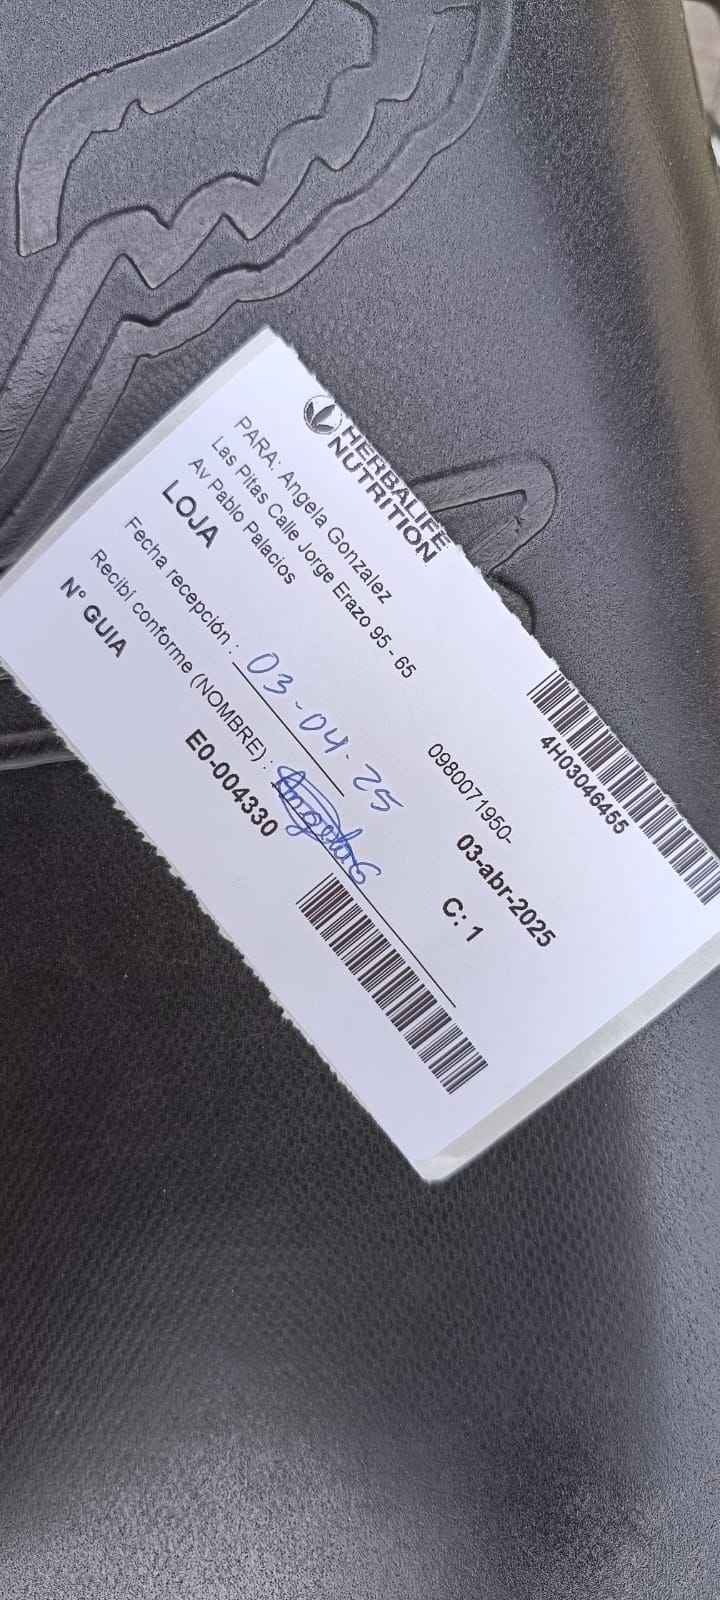 HERBALIFE
NUTRITION
4H03046455
PARA: Angela Gonzalez
Las Pitas Calle Jorge Erazo 95 - 65
Av Pablo Palacios
0980071950-
LOJA
03-abr-2025
Fecha recepción : 03-04-25
C: 1
Recibí conforme (NOMBRE) : Angela G
N° GUIA
E0-004330